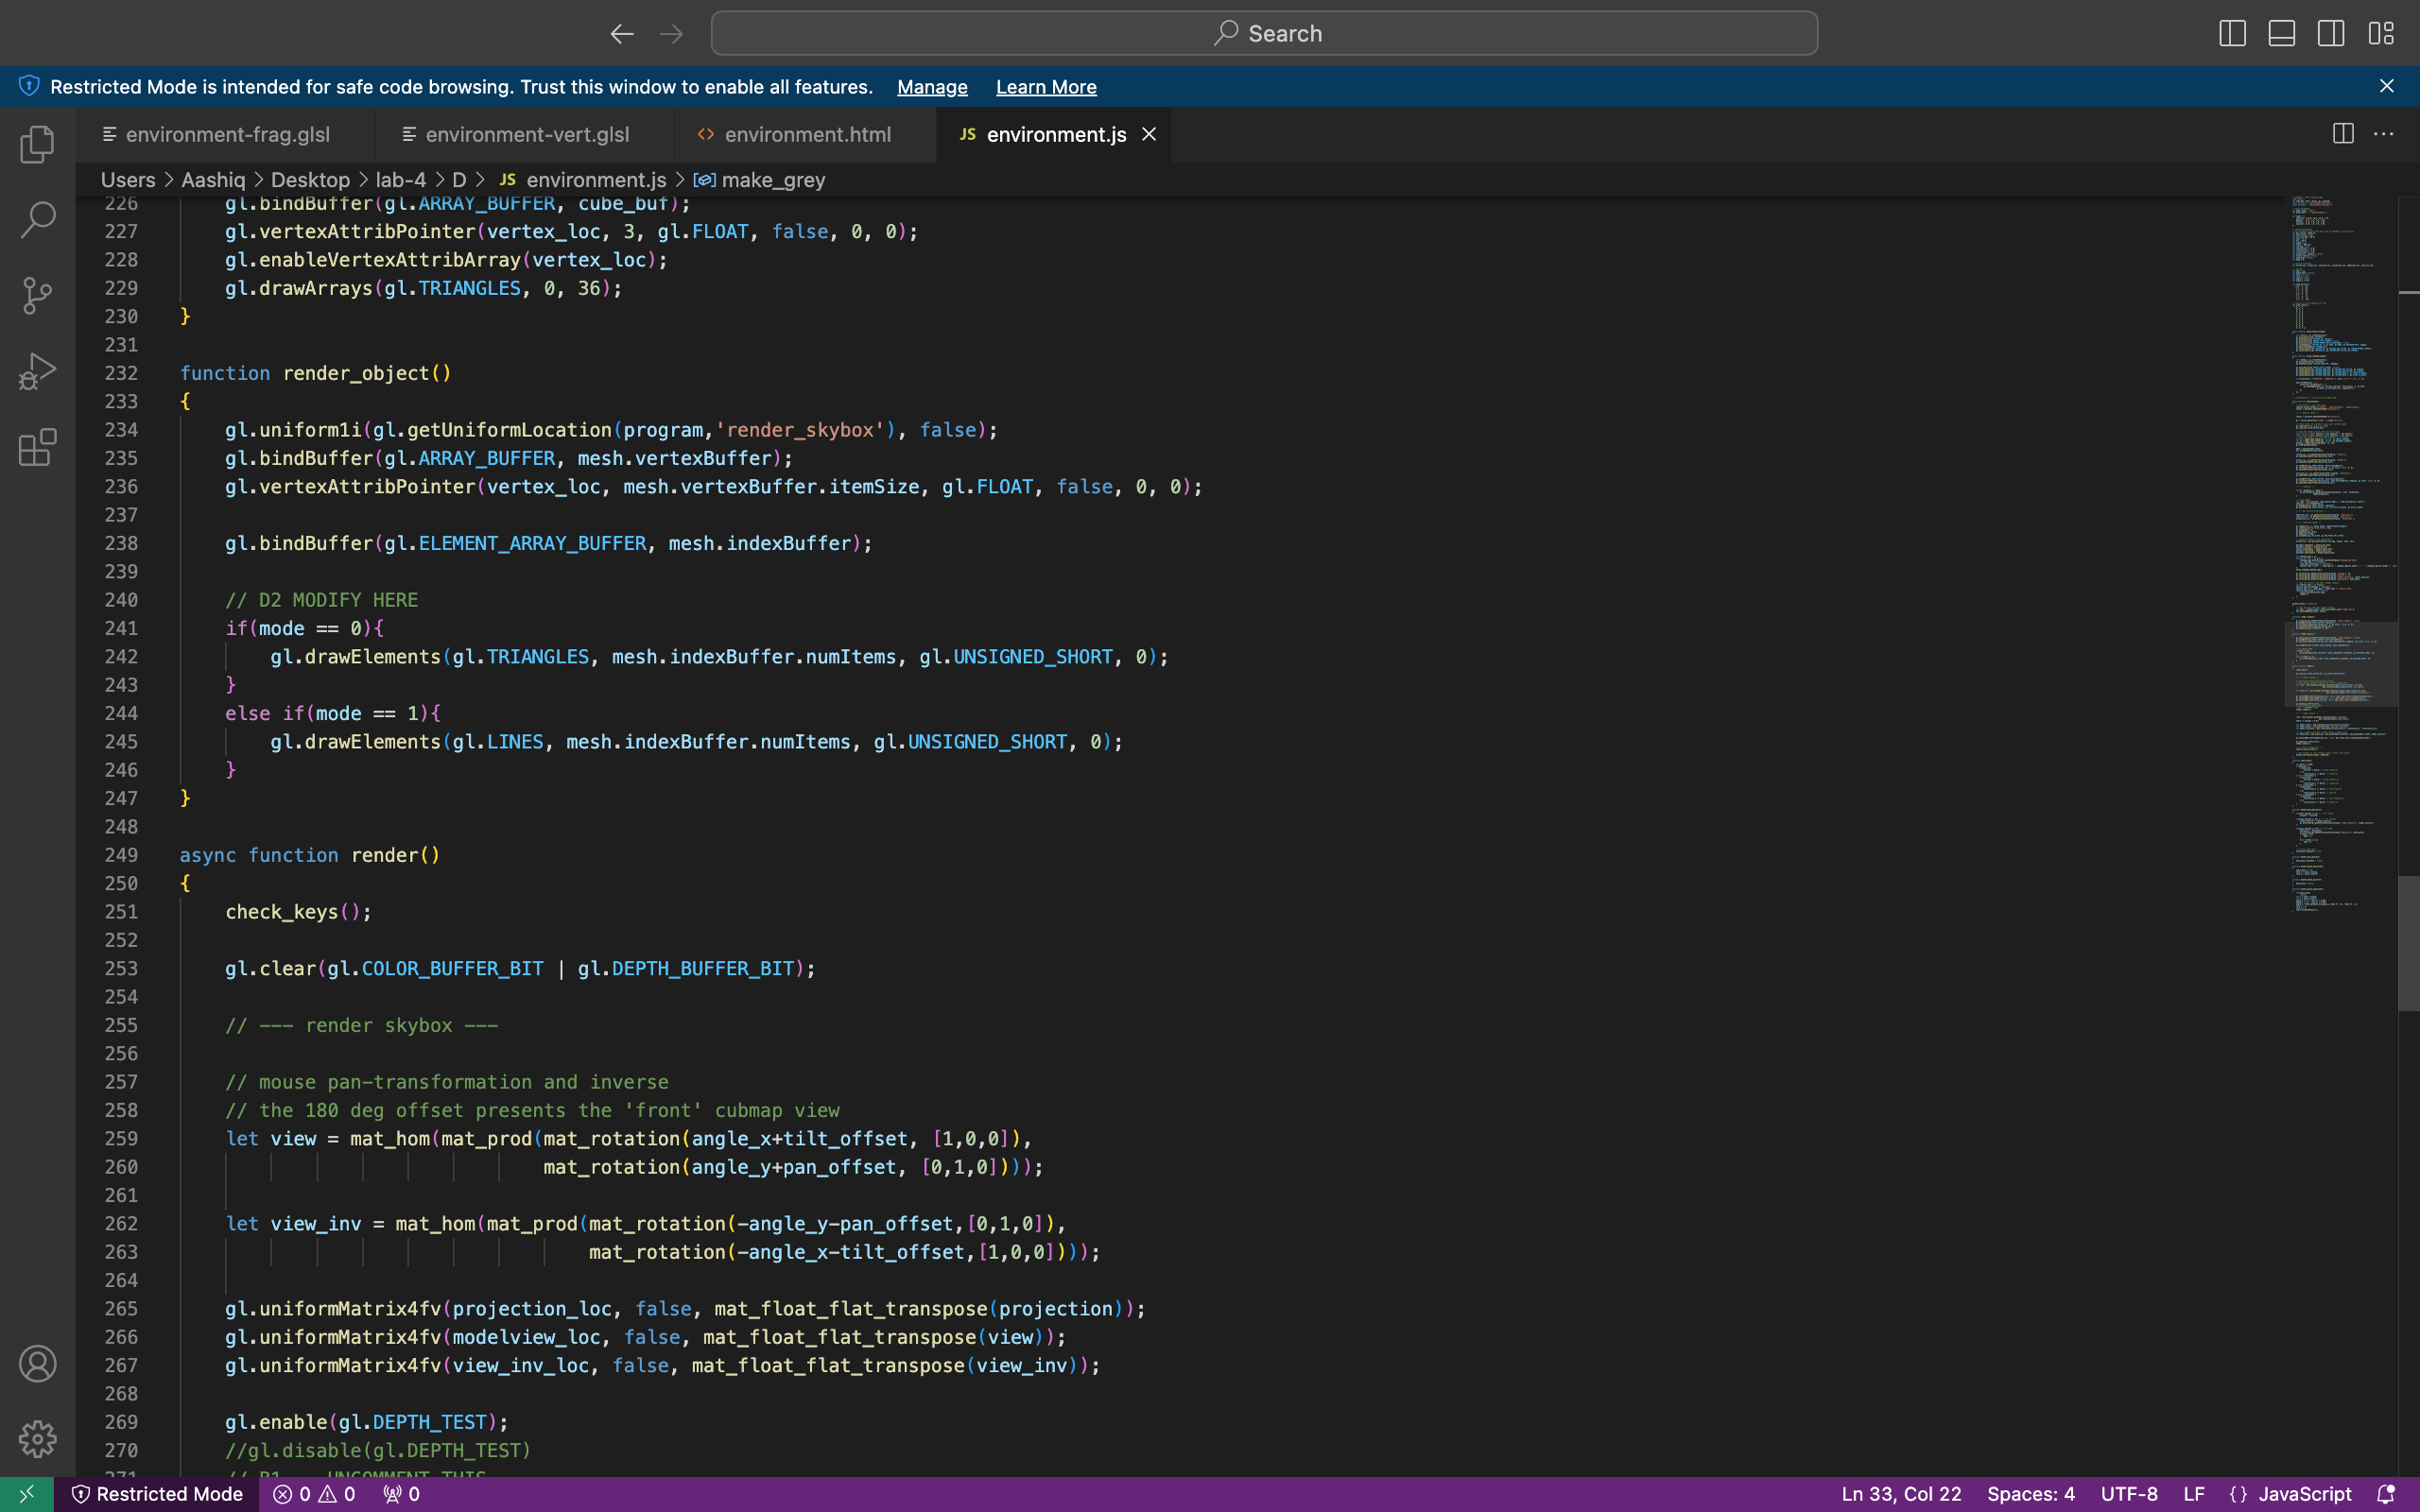 Search
Restricted Mode is intended for safe code browsing. Trust this window to enable all features. Manage Learn More
environment-frag.glsl environment-vert.glsl environment.html JS environment.js
Users > Aashiq > Desktop > lab-4 > D > JS environment.js > make_grey
226 gl.bindBuffer(gl.ARRAY_BUFFER, cube_buf);
227 gl.vertexAttribPointer(vertex_loc, 3, gl.FLOAT, false, 0, 0);
228 gl.enableVertexAttribArray(vertex_loc);
229 gl.drawArrays(gl.TRIANGLES, 0, 36);
230 }
231
232 function render_object()
233 {
234 gl.uniform1i(gl.getUniformLocation(program,'render_skybox'), false);
235 gl.bindBuffer(gl.ARRAY_BUFFER, mesh.vertexBuffer);
236 gl.vertexAttribPointer(vertex_loc, mesh.vertexBuffer.itemSize, gl.FLOAT, false, 0, 0);
237
238 gl.bindBuffer(gl.ELEMENT_ARRAY_BUFFER, mesh.indexBuffer);
239
240 // D2 MODIFY HERE
241 if(mode == 0){
242 gl.drawElements(gl.TRIANGLES, mesh.indexBuffer.numItems, gl.UNSIGNED_SHORT, 0);
243 }
244 else if(mode == 1){
245 gl.drawElements(gl.LINES, mesh.indexBuffer.numItems, gl.UNSIGNED_SHORT, 0);
246 }
247 }
248
249 async function render()
250 {
251 check_keys();
252
253 gl.clear(gl.COLOR_BUFFER_BIT | gl.DEPTH_BUFFER_BIT);
254
255 // --- render skybox ---
256
257 // mouse pan-transformation and inverse
258 // the 180 deg offset presents the 'front' cubmap view
259 let view = mat_hom(mat_prod(mat_rotation(angle_x+tilt_offset, [1,0,0]),
260 mat_rotation(angle_y+pan_offset, [0,1,0])));
261
262 let view_inv = mat_hom(mat_prod(mat_rotation(-angle_y-pan_offset,[0,1,0]),
263 mat_rotation(-angle_x-tilt_offset,[1,0,0])));
264
265 gl.uniformMatrix4fv(projection_loc, false, mat_float_flat_transpose(projection));
266 gl.uniformMatrix4fv(modelview_loc, false, mat_float_flat_transpose(view));
267 gl.uniformMatrix4fv(view_inv_loc, false, mat_float_flat_transpose(view_inv));
268
269 gl.enable(gl.DEPTH_TEST);
270 //gl.disable(gl.DEPTH_TEST)
271 // B1 -- UNCOMMENT THIS
Restricted Mode 0 0 0 Ln 33, Col 22 Spaces: 4 UTF-8 LF {} JavaScript